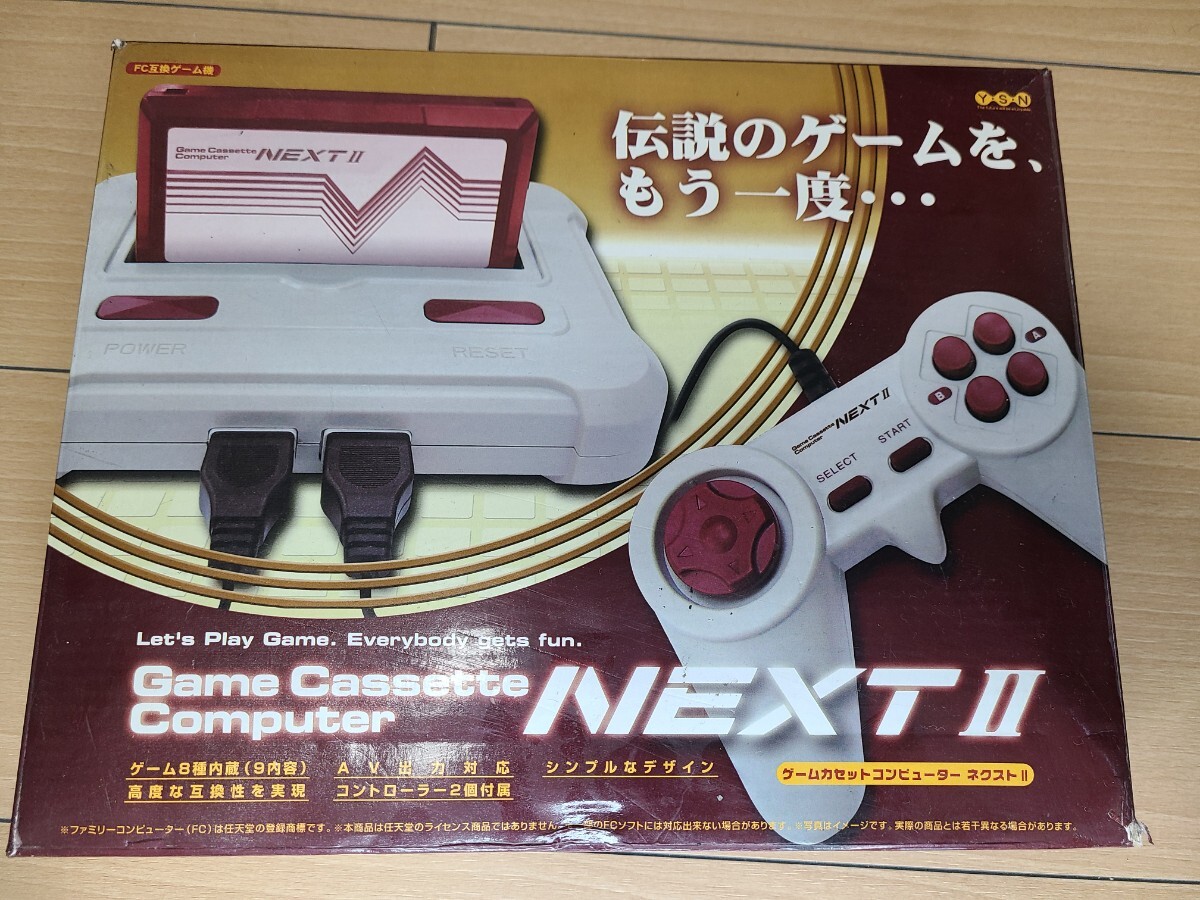 FC互換ゲーム機
Y・S・N
伝説のゲームを、
もう一度・・・
Game Cassette
Computer NEXT II
POWER
RESET
A
B
Game Cassette
Computer NEXT II
SELECT
START
Let's Play Game. Everybody gets fun.
Game Cassette
Computer NEXT II
ゲーム8種内蔵(9内容)
高度な互換性を実現
AV出力対応
コントローラー2個付属
シンプルなデザイン
ゲームカセットコンピューター ネクストII
※ファミリーコンピューター(FC)は任天堂の登録商標です。※本商品は任天堂のライセンス商品ではありません のFCソフトには対応出来ない場合があります。※写真はイメージです。実際の商品とは若干異なる場合があります。